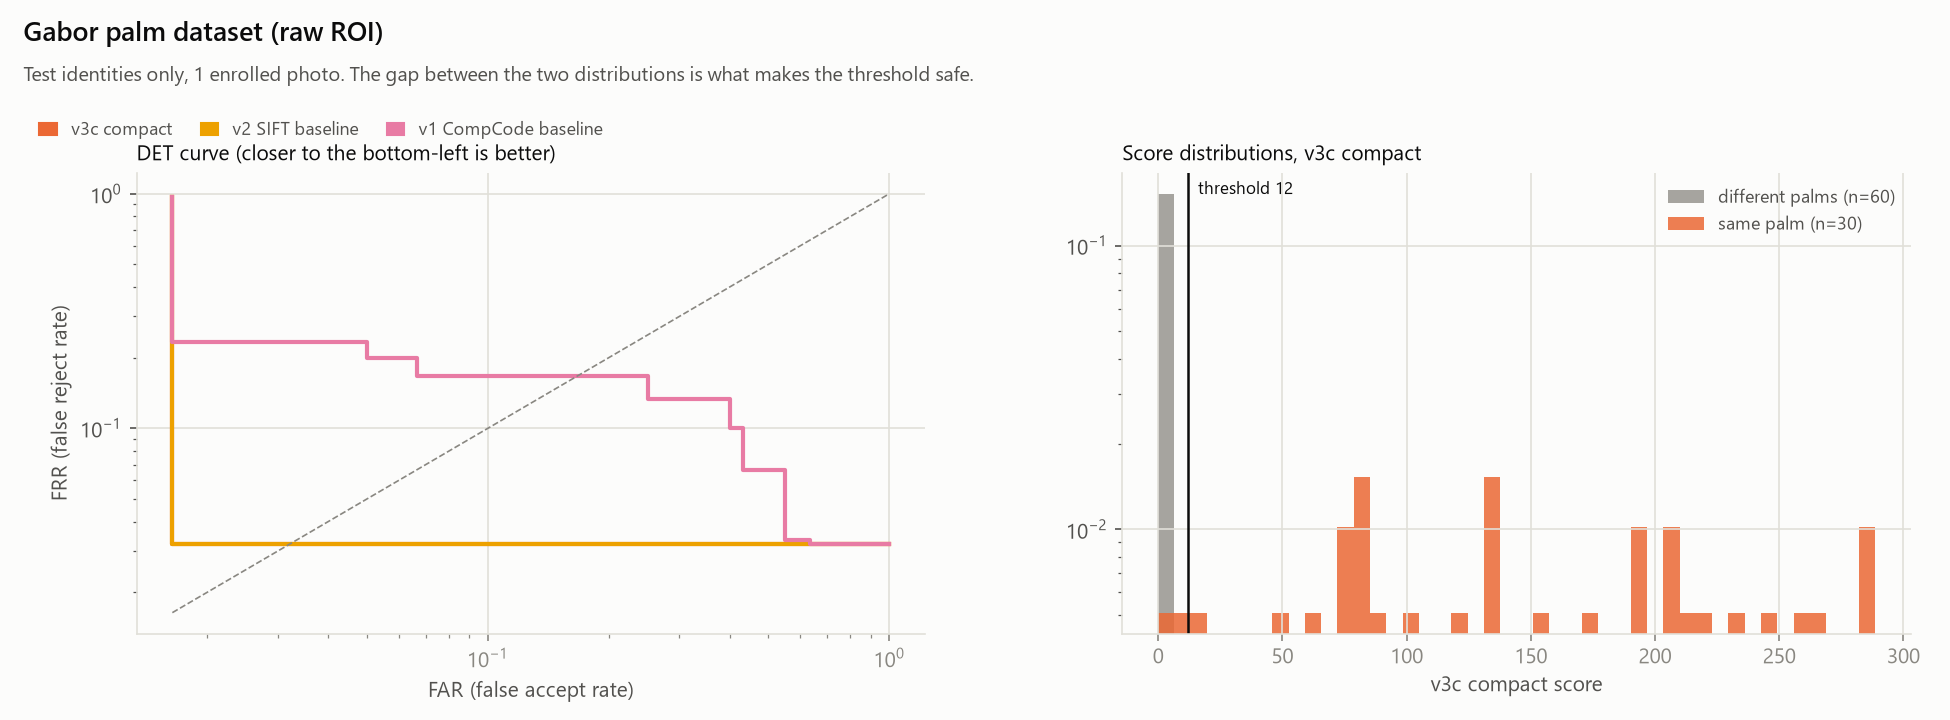 Gabor palm dataset (raw ROI)
Test identities only, 1 enrolled photo. The gap between the two distributions is what makes the threshold safe.
v3c compact v2 SIFT baseline v1 CompCode baseline
DET curve (closer to the bottom-left is better)
10⁰
10⁻¹
FRR (false reject rate)
10⁻¹ 10⁰
FAR (false accept rate)
Score distributions, v3c compact
threshold 12
different palms (n=60)
same palm (n=30)
10⁻¹
10⁻²
0 50 100 150 200 250 300
v3c compact score